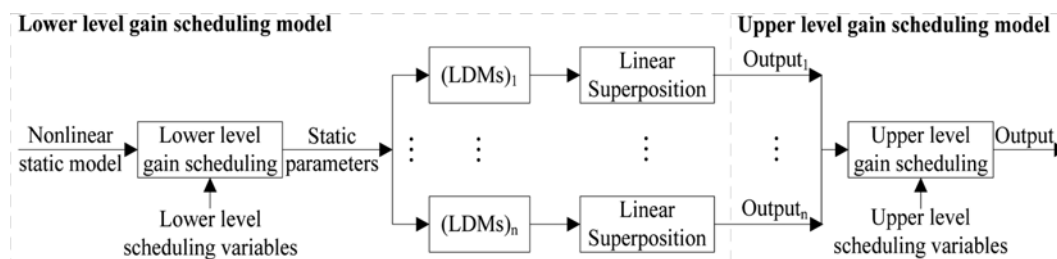 Lower level gain scheduling model
Upper level gain scheduling model
Nonlinear
static model
Lower level
gain scheduling
Lower level
scheduling variables
Static
parameters
(LDMs)₁
Linear
Superposition
Output₁
(LDMs)ₙ
Linear
Superposition
Outputₙ
Upper level
gain scheduling
Upper level
scheduling variables
Output